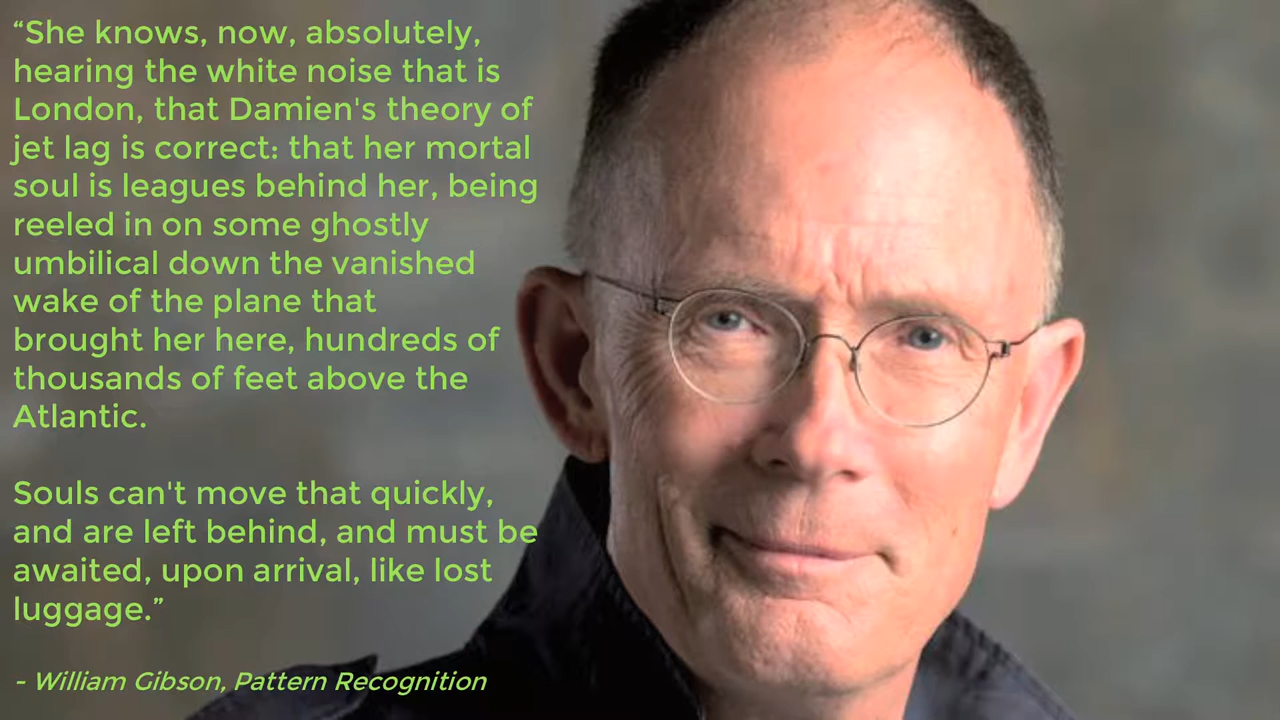 “She knows, now, absolutely,
hearing the white noise that is
London, that Damien's theory of
jet lag is correct: that her mortal
soul is leagues behind her, being
reeled in on some ghostly
umbilical down the vanished
wake of the plane that
brought her here, hundreds of
thousands of feet above the
Atlantic.
Souls can't move that quickly,
and are left behind, and must be
awaited, upon arrival, like lost
luggage.”
- William Gibson, Pattern Recognition